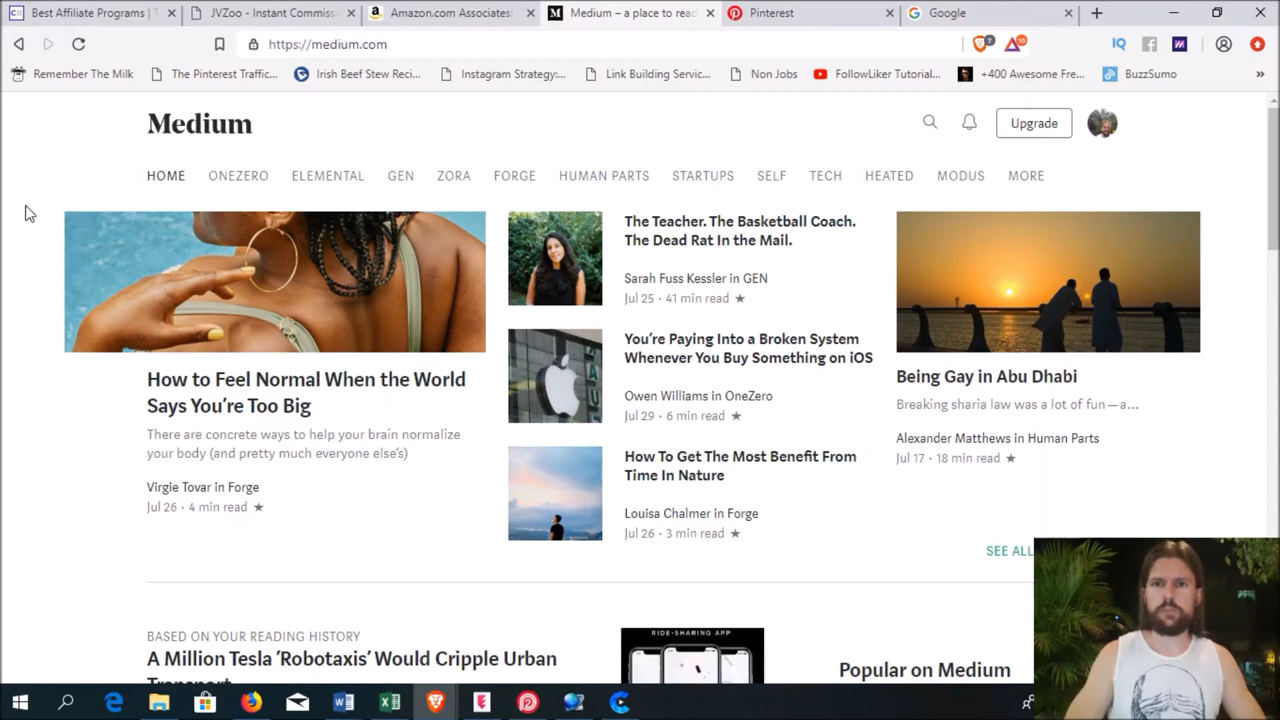 Best Affiliate Programs | T
JVZoo - Instant Commiss
Amazon.com Associates:
Medium – a place to read
Pinterest
Google
https://medium.com
Remember The Milk
The Pinterest Traffic...
Irish Beef Stew Reci...
Instagram Strategy:...
Link Building Servic...
Non Jobs
FollowLiker Tutorial...
+400 Awesome Fre...
BuzzSumo
Medium
Upgrade
HOME ONEZERO ELEMENTAL GEN ZORA FORGE HUMAN PARTS STARTUPS SELF TECH HEATED MODUS MORE
How to Feel Normal When the World
Says You're Too Big
There are concrete ways to help your brain normalize
your body (and pretty much everyone else's)
Virgie Tovar in Forge
Jul 26 · 4 min read ★
The Teacher. The Basketball Coach.
The Dead Rat In the Mail.
Sarah Fuss Kessler in GEN
Jul 25 · 41 min read ★
You're Paying Into a Broken System
Whenever You Buy Something on iOS
Owen Williams in OneZero
Jul 29 · 6 min read ★
How To Get The Most Benefit From
Time In Nature
Louisa Chalmer in Forge
Jul 26 · 3 min read ★
Being Gay in Abu Dhabi
Breaking sharia law was a lot of fun — a...
Alexander Matthews in Human Parts
Jul 17 · 18 min read ★
SEE ALL
BASED ON YOUR READING HISTORY
A Million Tesla 'Robotaxis' Would Cripple Urban
Transport
RIDE-SHARING APP
Popular on Medium